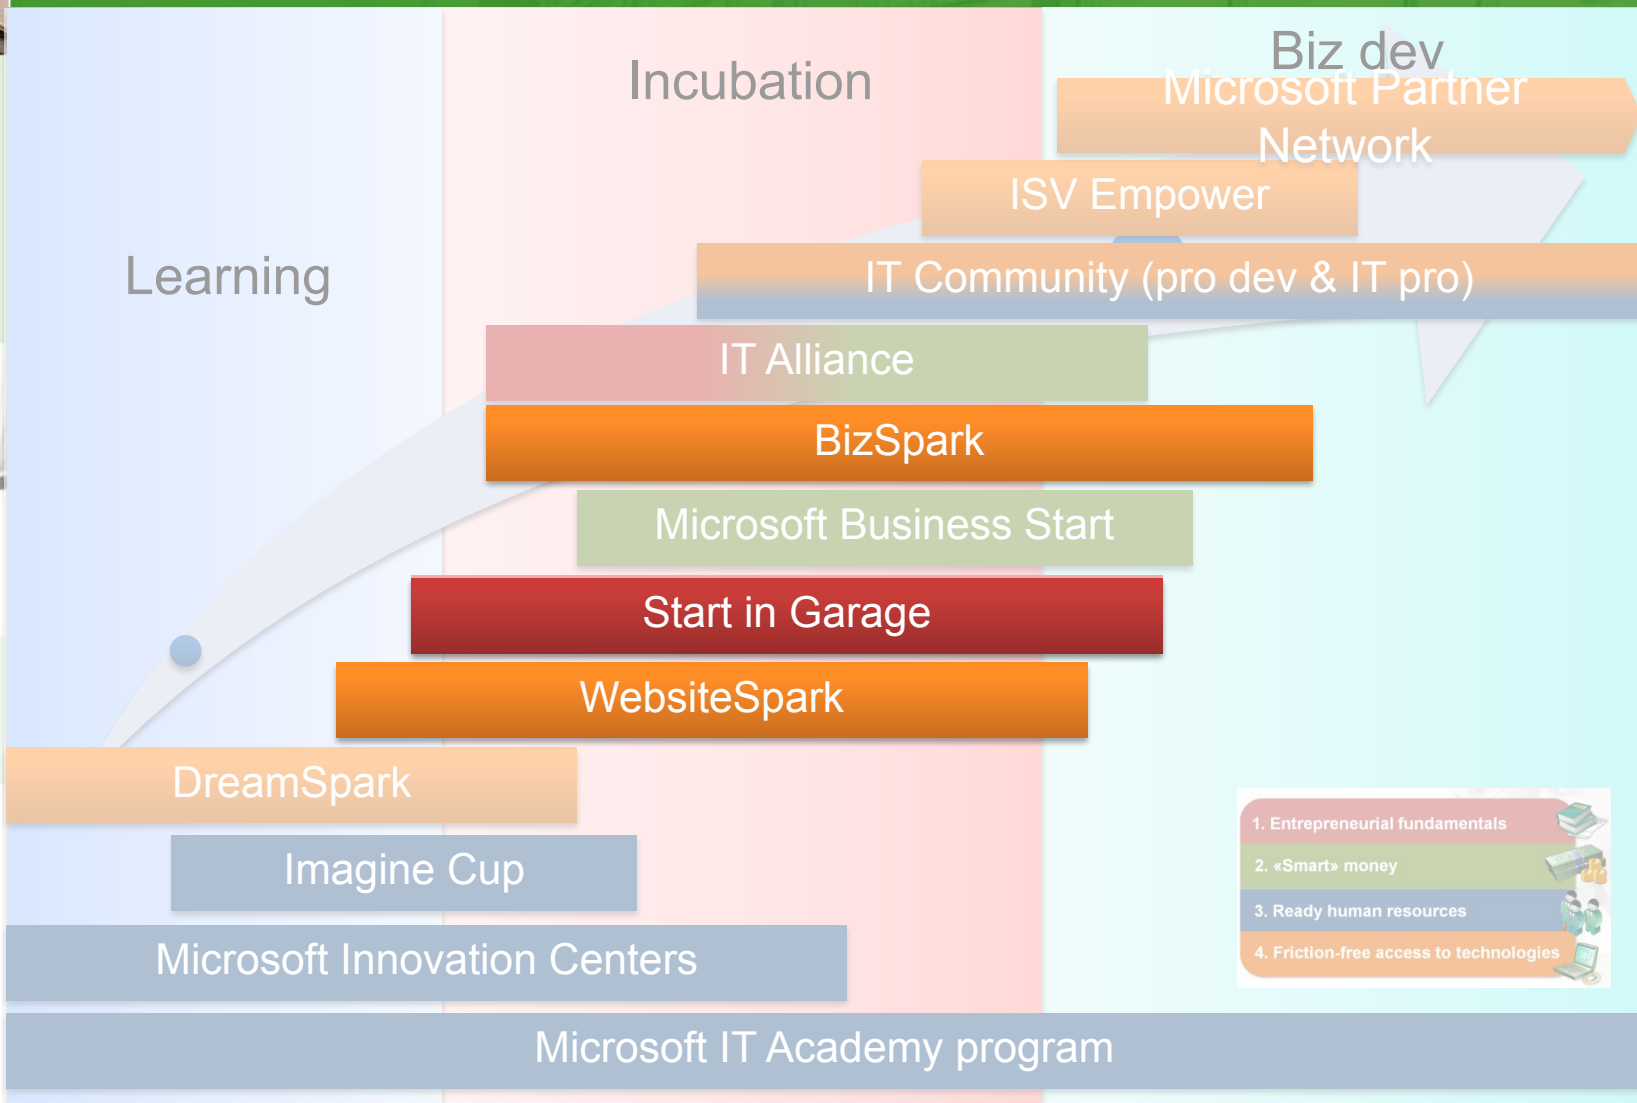 Biz dev
Incubation
Microsoft Partner
Network
ISV Empower
Learning
IT Community (pro dev & IT pro)
IT Alliance
BizSpark
Microsoft Business Start
Start in Garage
WebsiteSpark
DreamSpark
Imagine Cup
Microsoft Innovation Centers
Microsoft IT Academy program
1. Entrepreneurial fundamentals
2. «Smart» money
3. Ready human resources
4. Friction-free access to technologies